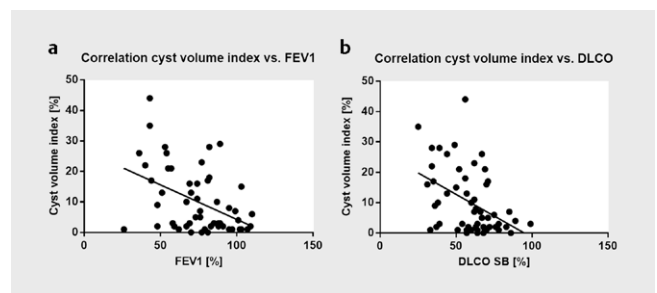 a
Correlation cyst volume index vs. FEV1
Cyst volume index [%]
50
40
30
20
10
0
0 50 100 150
FEV1 [%]
b
Correlation cyst volume index vs. DLCO
Cyst volume index [%]
50
40
30
20
10
0
0 50 100 150
DLCO SB [%]